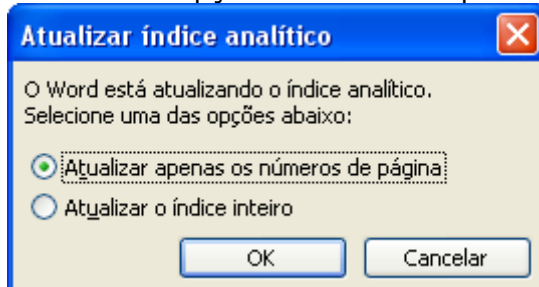 Atualizar índice analítico
O Word está atualizando o índice analítico.
Selecione uma das opções abaixo:
Atualizar apenas os números de página
Atualizar o índice inteiro
OK Cancelar